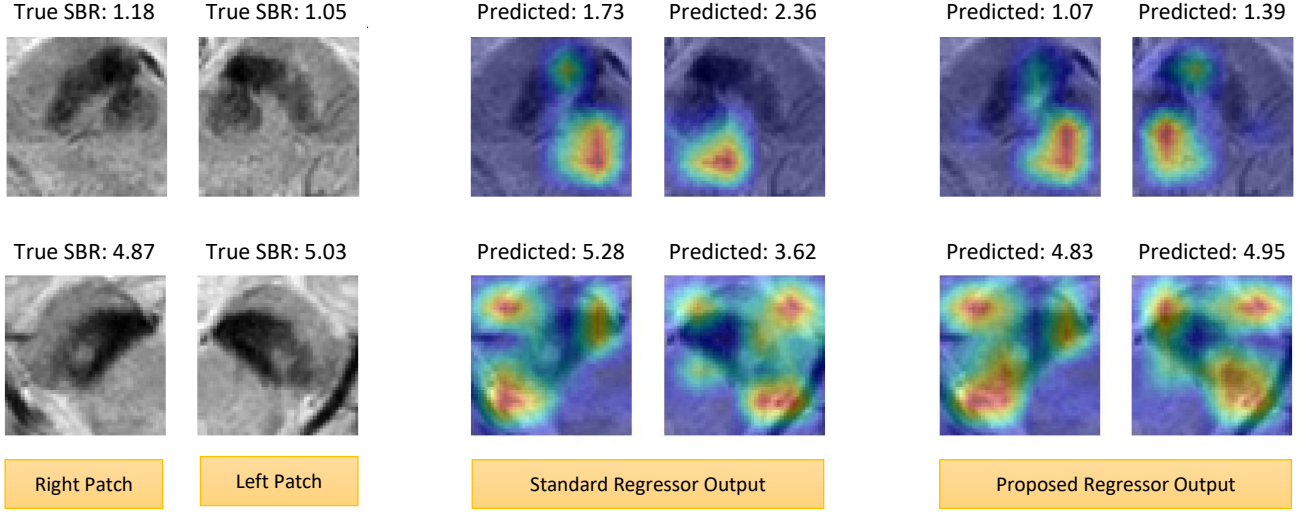 True SBR: 1.18 True SBR: 1.05 Predicted: 1.73 Predicted: 2.36 Predicted: 1.07 Predicted: 1.39
True SBR: 4.87 True SBR: 5.03 Predicted: 5.28 Predicted: 3.62 Predicted: 4.83 Predicted: 4.95
Right Patch Left Patch Standard Regressor Output Proposed Regressor Output